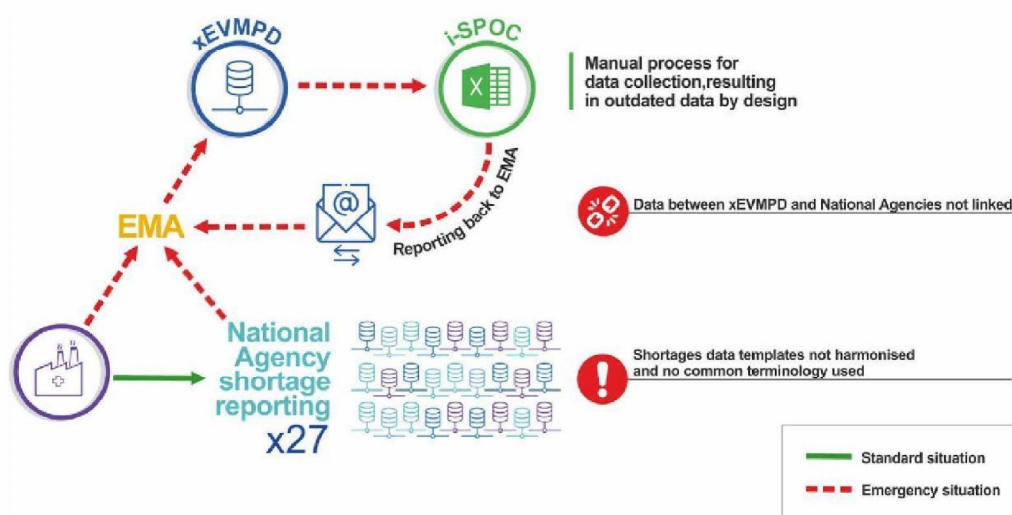 xEVMPD
i-SPOC
X
Manual process for
data collection,resulting
in outdated data by design
@
Reporting back to EMA
Data between xEVMPD and National Agencies not linked
EMA
National
Agency
shortage
reporting
x27
Shortages data templates not harmonised
and no common terminology used
Standard situation
Emergency situation